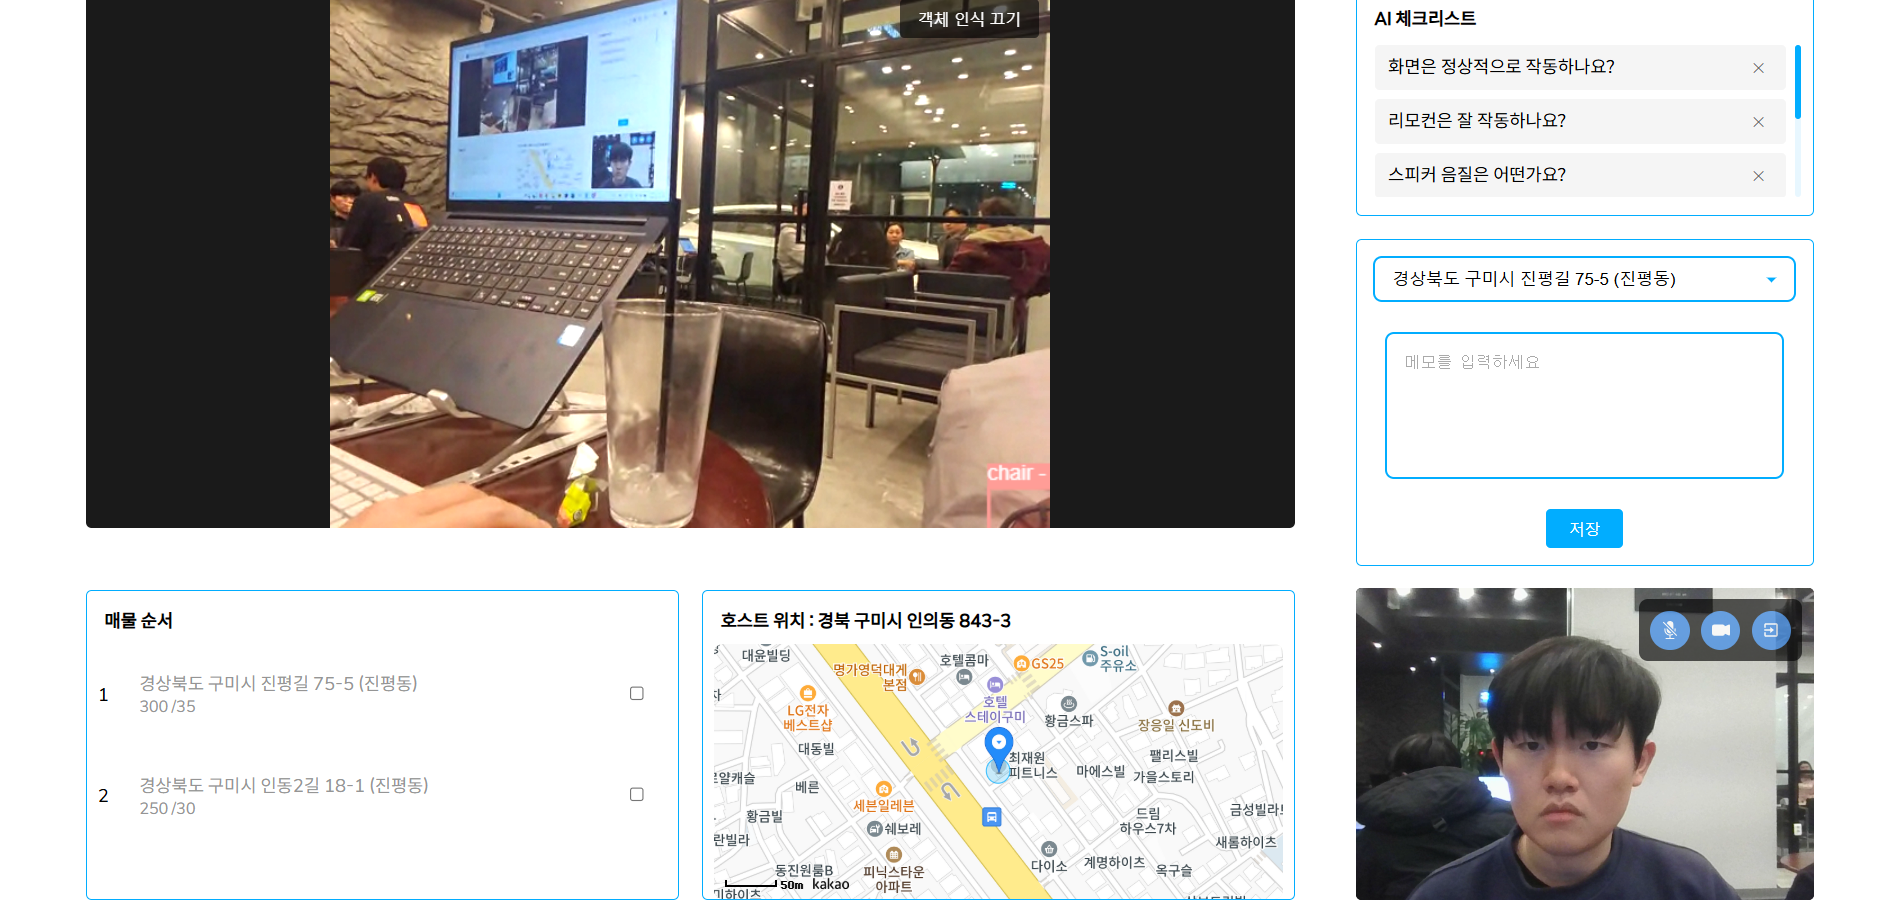 객체 인식 끄기
chair -
AI 체크리스트
화면은 정상적으로 작동하나요?
리모컨은 잘 작동하나요?
스피커 음질은 어떤가요?
경상북도 구미시 진평길 75-5 (진평동)
메모를 입력하세요
저장
매물 순서
1
경상북도 구미시 진평길 75-5 (진평동)
300/35
2
경상북도 구미시 인동2길 18-1 (진평동)
250/30
호스트 위치 : 경북 구미시 인의동 843-3
대윤빌딩
명가영덕대게
본점
호텔콤마
GS25
S-oil
주유소
LG전자
베스트샵
호텔
스테이구미
황금스파
장응일 신도비
대동빌
최재원
피트니스
마에스빌
팰리스빌
가을스토리
로얄캐슬
베른
세븐일레븐
황금빌
쉐보레
드림
하우스7차
금성빌라
새롬하이츠
란빌라
동진원룸B
피닉스타운
아파트
다이소
계명하이츠
옥구슬
미하이츠
50m
kakao